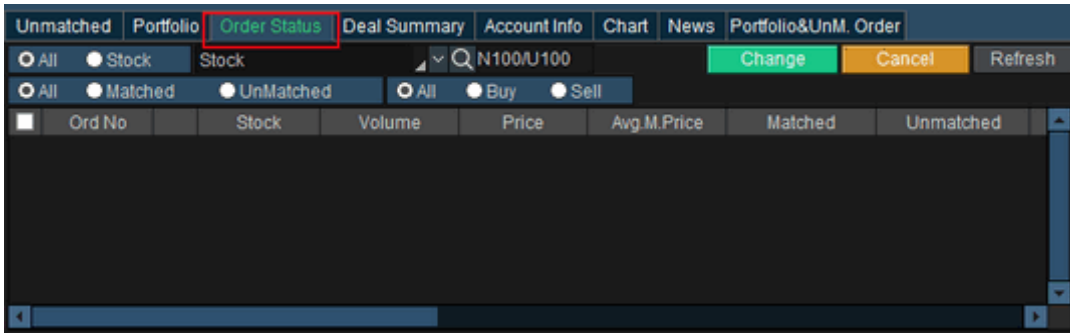 Unmatched Portfolio Order Status Deal Summary Account Info Chart News Portfolio&UnM. Order
All Stock Stock N100/U100 Change Cancel Refresh
All Matched UnMatched All Buy Sell
Ord No Stock Volume Price Avg.M.Price Matched Unmatched